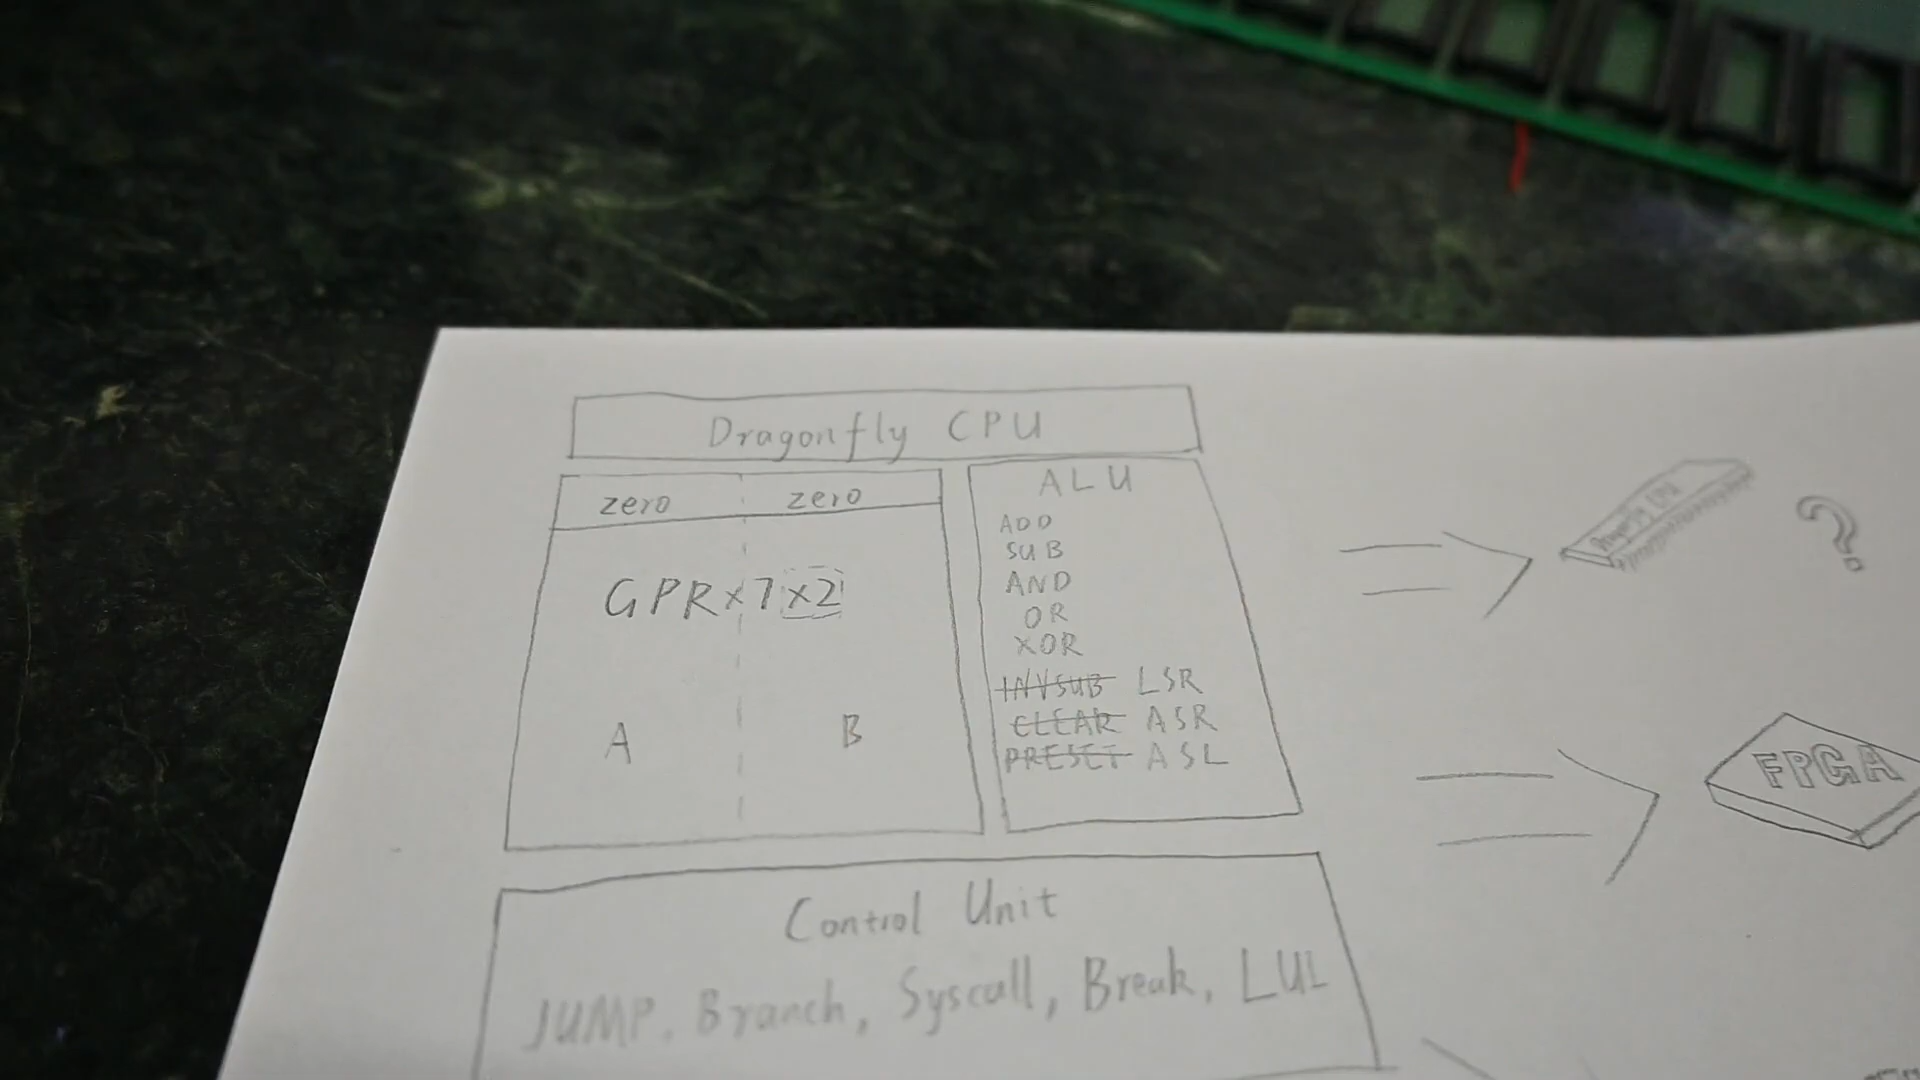 Dragonfly CPU
zero zero
GPR×7×2
A B
ALU
ADD
SUB
AND
OR
XOR
INVSUB LSR
CLEAR ASR
PRESET ASL
?
FPGA
Control Unit
JUMP, Branch, Syscall, Break, LUI